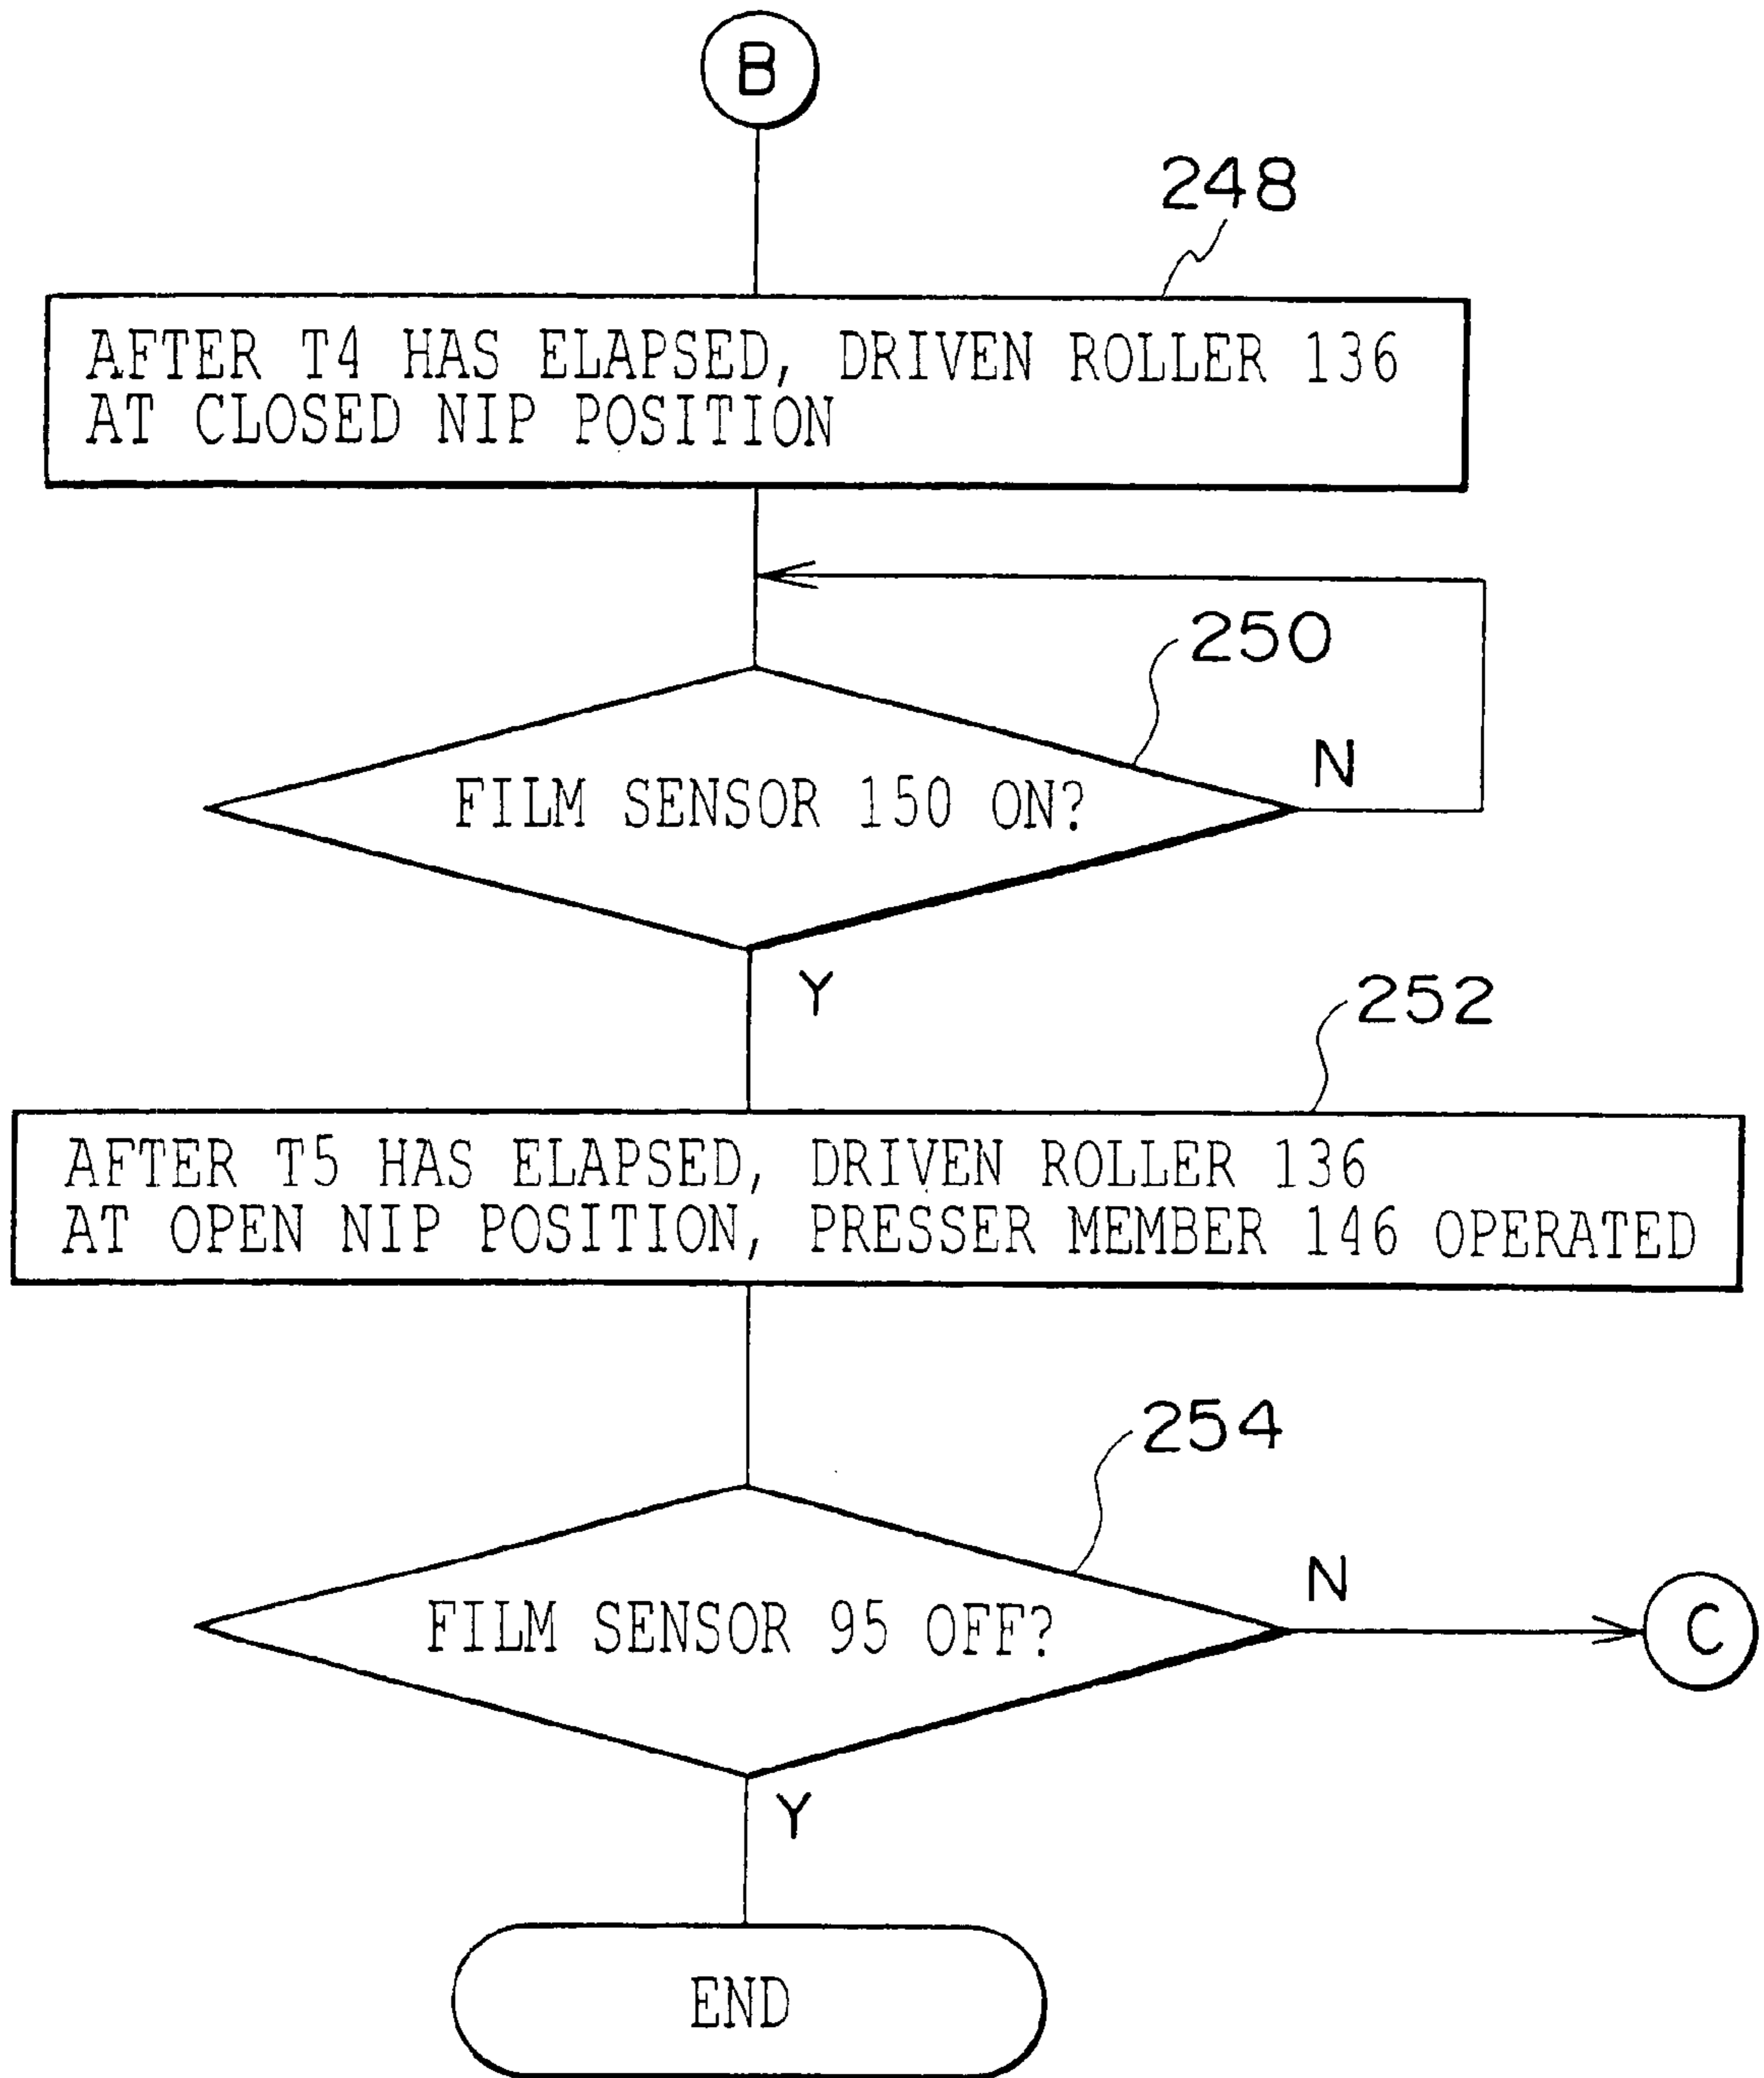 B
248
AFTER T4 HAS ELAPSED, DRIVEN ROLLER 136
AT CLOSED NIP POSITION
250
FILM SENSOR 150 ON?
N
Y
252
AFTER T5 HAS ELAPSED, DRIVEN ROLLER 136
AT OPEN NIP POSITION, PRESSER MEMBER 146 OPERATED
254
FILM SENSOR 95 OFF?
N
C
Y
END